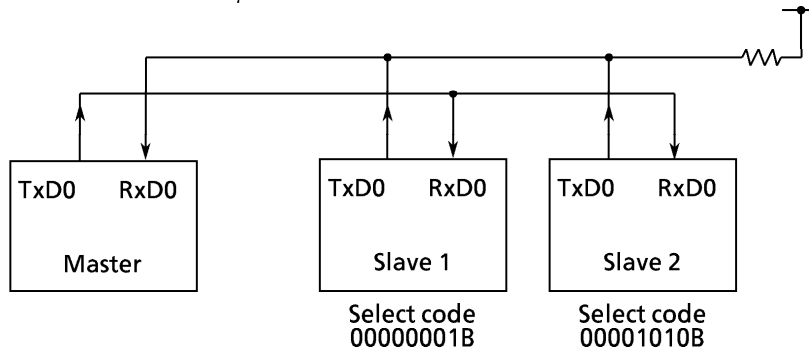 TxD0 RxD0 TxD0 RxD0 TxD0 RxD0
Master Slave 1 Slave 2
Select code Select code
00000001B 00001010B